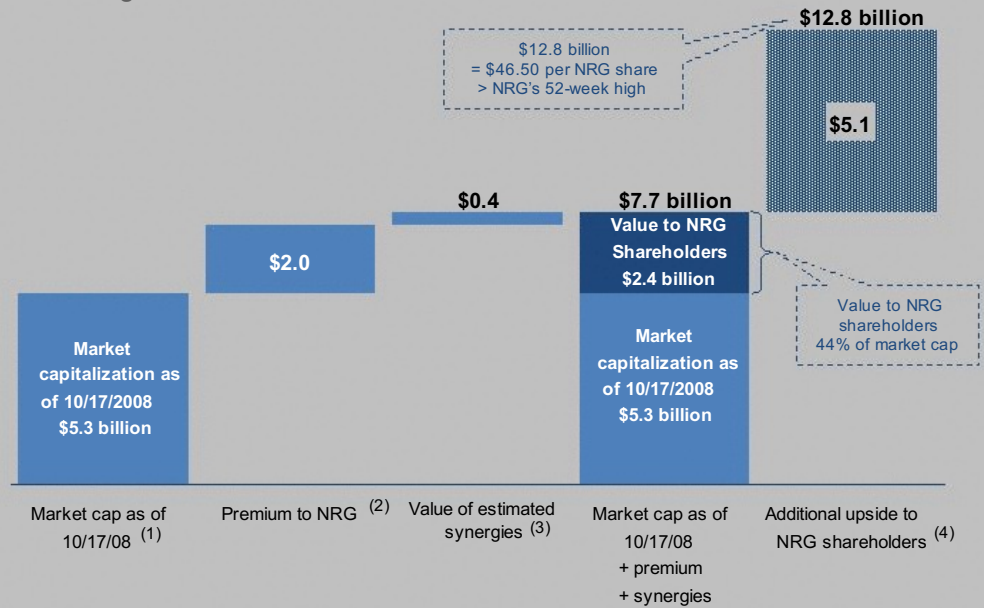 $12.8 billion
$12.8 billion
= $46.50 per NRG share
> NRG's 52-week high
$5.1
$0.4
$7.7 billion
Value to NRG
Shareholders
$2.4 billion
$2.0
Value to NRG
shareholders
44% of market cap
Market
capitalization as
of 10/17/2008
$5.3 billion
Market
capitalization as
of 10/17/2008
$5.3 billion
Market cap as of
10/17/08 (1)
Premium to NRG (2)
Value of estimated
synergies (3)
Market cap as of
10/17/08
+ premium
+ synergies
Additional upside to
NRG shareholders (4)